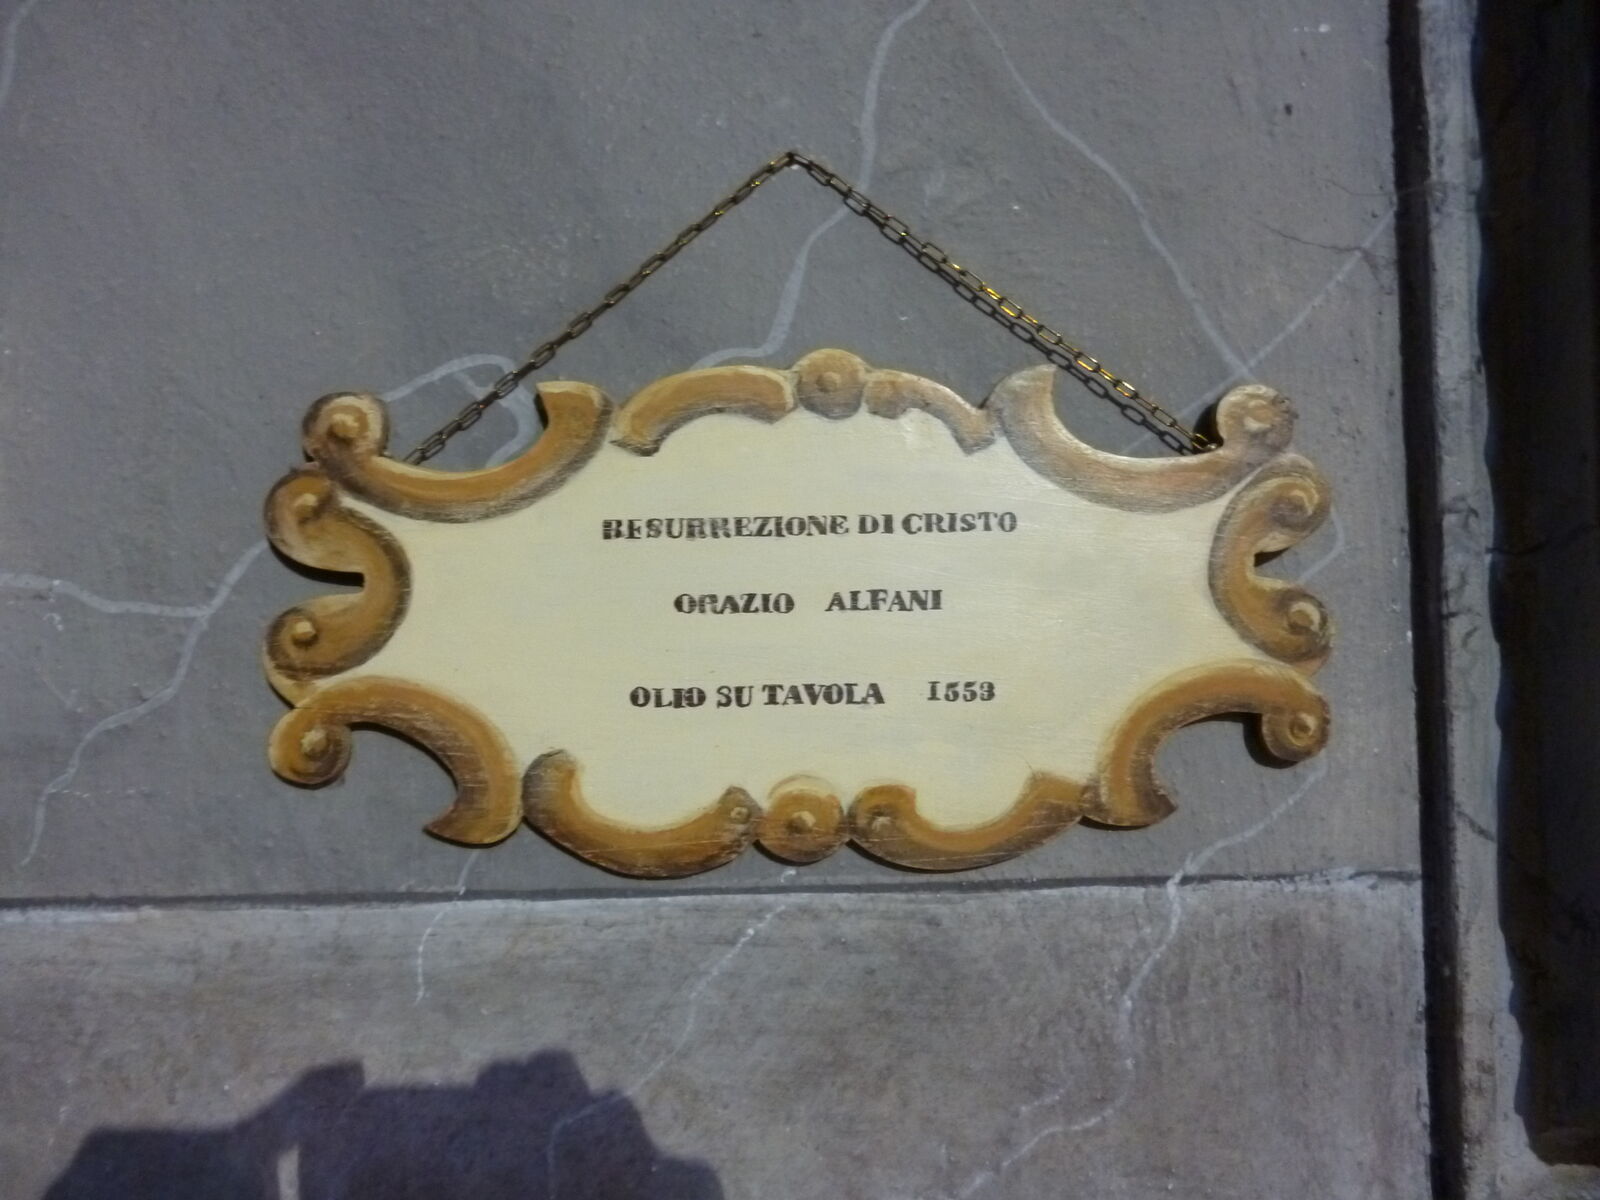 RESURREZIONE DI CRISTO
ORAZIO ALFANI
OLIO SU TAVOLA 1553